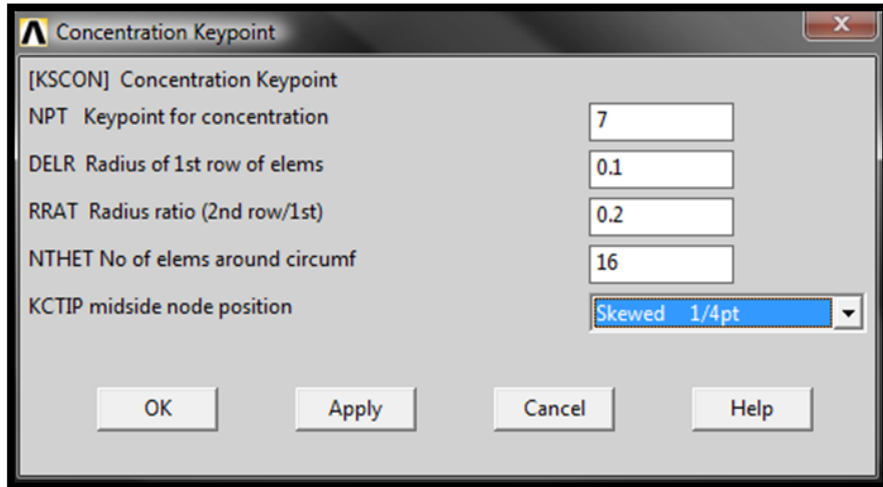 Concentration Keypoint
[KSCON] Concentration Keypoint
NPT Keypoint for concentration 7
DELR Radius of 1st row of elems 0.1
RRAT Radius ratio (2nd row/1st) 0.2
NTHET No of elems around circumf 16
KCTIP midside node position Skewed 1/4pt
OK Apply Cancel Help